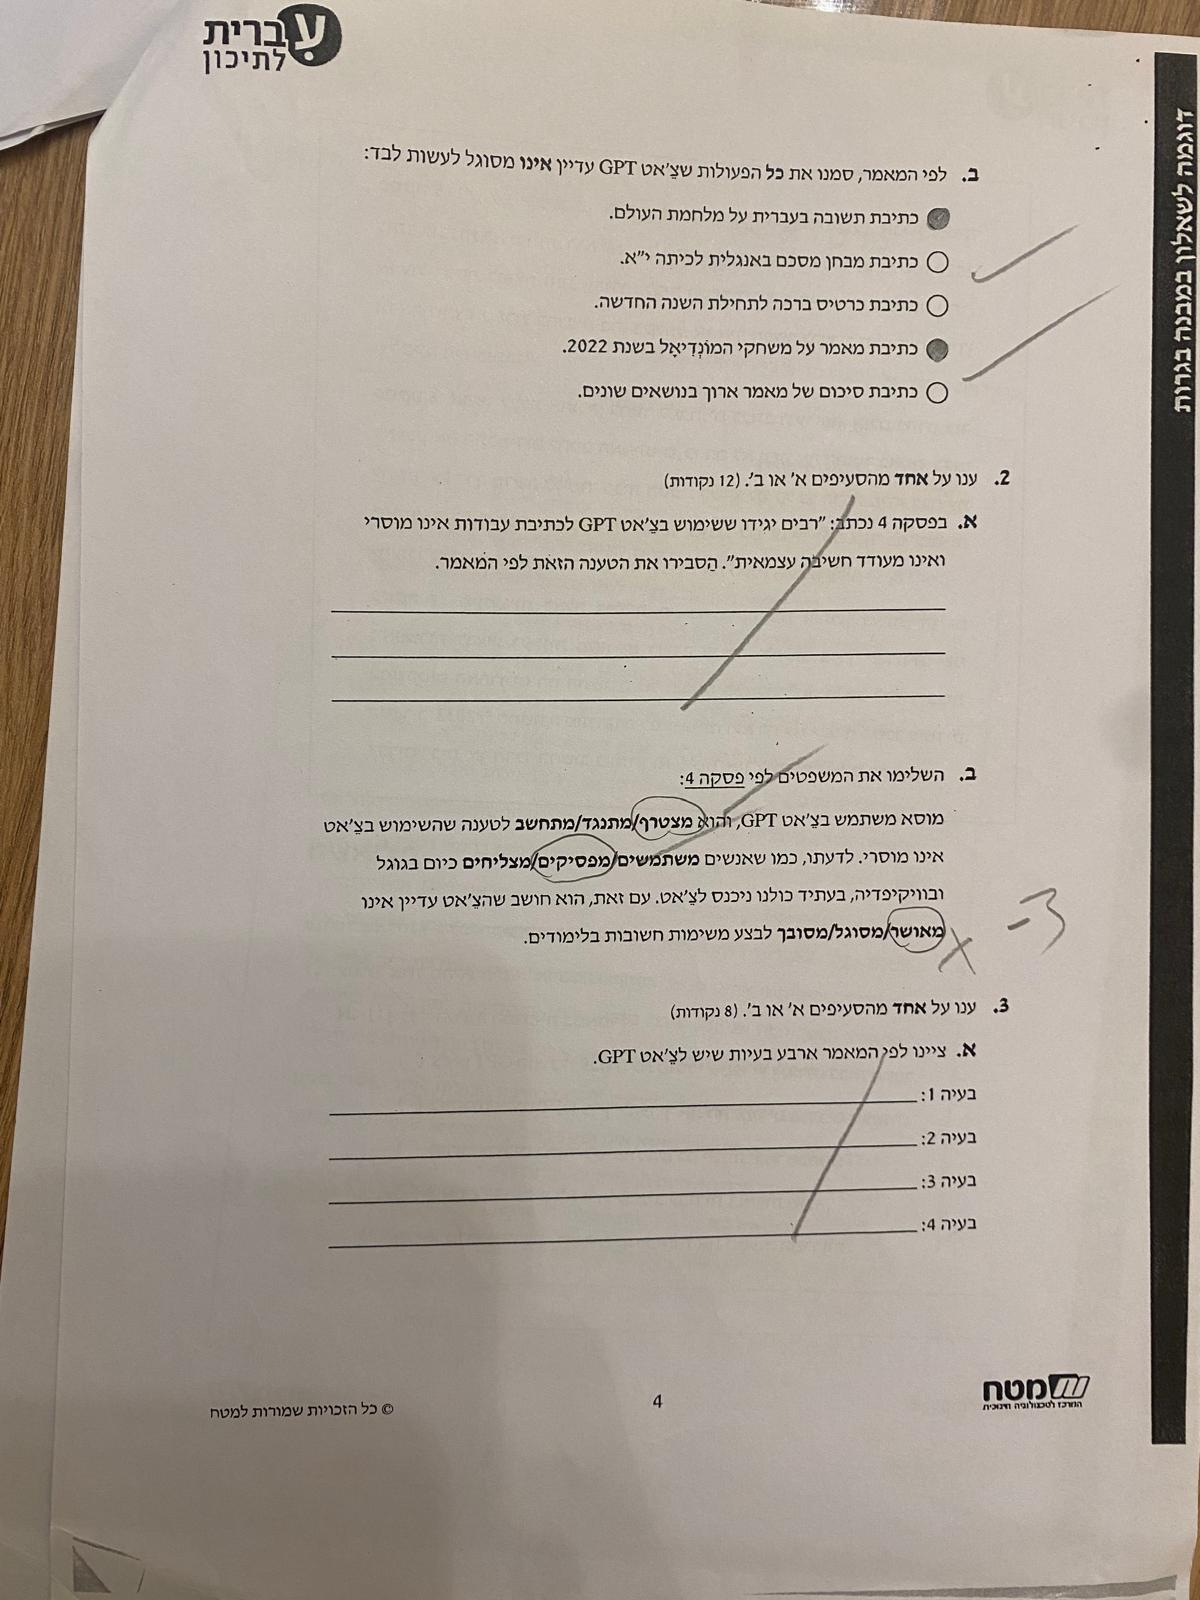 עברית
לתיכון
דוגמה לשאלון במבנה בגרות
ב. לפי המאמר, סמנו את כל הפעולות שצ'אט GPT עדיין אינו מסוגל לעשות לבד:
כתיבת תשובה בעברית על מלחמת העולם.
כתיבת מבחן מסכם באנגלית לכיתה י"א.
כתיבת כרטיס ברכה לתחילת השנה החדשה.
כתיבת מאמר על משחקי המוֹנְדִיאָל בשנת 2022.
כתיבת סיכום של מאמר ארוך בנושאים שונים.
2. ענו על אחד מהסעיפים א' או ב'. (12 נקודות)
א. בפסקה 4 נכתב: "רבים יגידו ששימוש בצ'אט GPT לכתיבת עבודות אינו מוסרי
ואינו מעודד חשיבה עצמאית". הַסבירו את הטענה הזאת לפי המאמר.
ב. השלימו את המשפטים לפי פסקה 4:
מוסא משתמש בצ'אט GPT, והוא מצטרף/מתנגד/מתחשב לטענה שהשימוש בצ'אט
אינו מוסרי. לדעתו, כמו שאנשים משתמשים/מפסיקים/מצליחים כיום בגוגל
ובוויקיפדיה, בעתיד כולנו ניכנס לצ'אט. עם זאת, הוא חושב שהצ'אט עדיין אינו
מאושר/מסוגל/מסובך לבצע משימות חשובות בלימודים.
-3
3. ענו על אחד מהסעיפים א' או ב'. (8 נקודות)
א. ציינו לפי המאמר ארבע בעיות שיש לצ'אט GPT.
בעיה 1:
בעיה 2:
בעיה 3:
בעיה 4:
מטח
המרכז לטכנולוגיה חינוכית
4
© כל הזכויות שמורות למטח